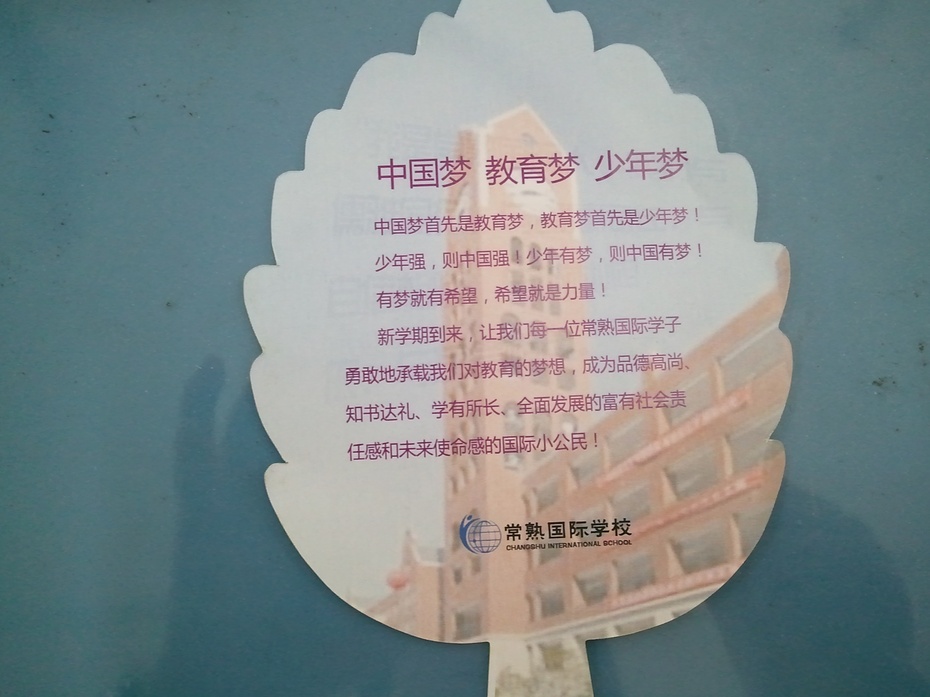 中国梦 教育梦 少年梦
中国梦首先是教育梦，教育梦首先是少年梦！
少年强，则中国强！少年有梦，则中国有梦！
有梦就有希望，希望就是力量！
新学期到来，让我们每一位常熟国际学子
勇敢地承载我们对教育的梦想，成为品德高尚、
知书达礼、学有所长、全面发展的富有社会责
任感和未来使命感的国际小公民！
常熟国际学校
CHANGSHU INTERNATIONAL SCHOOL